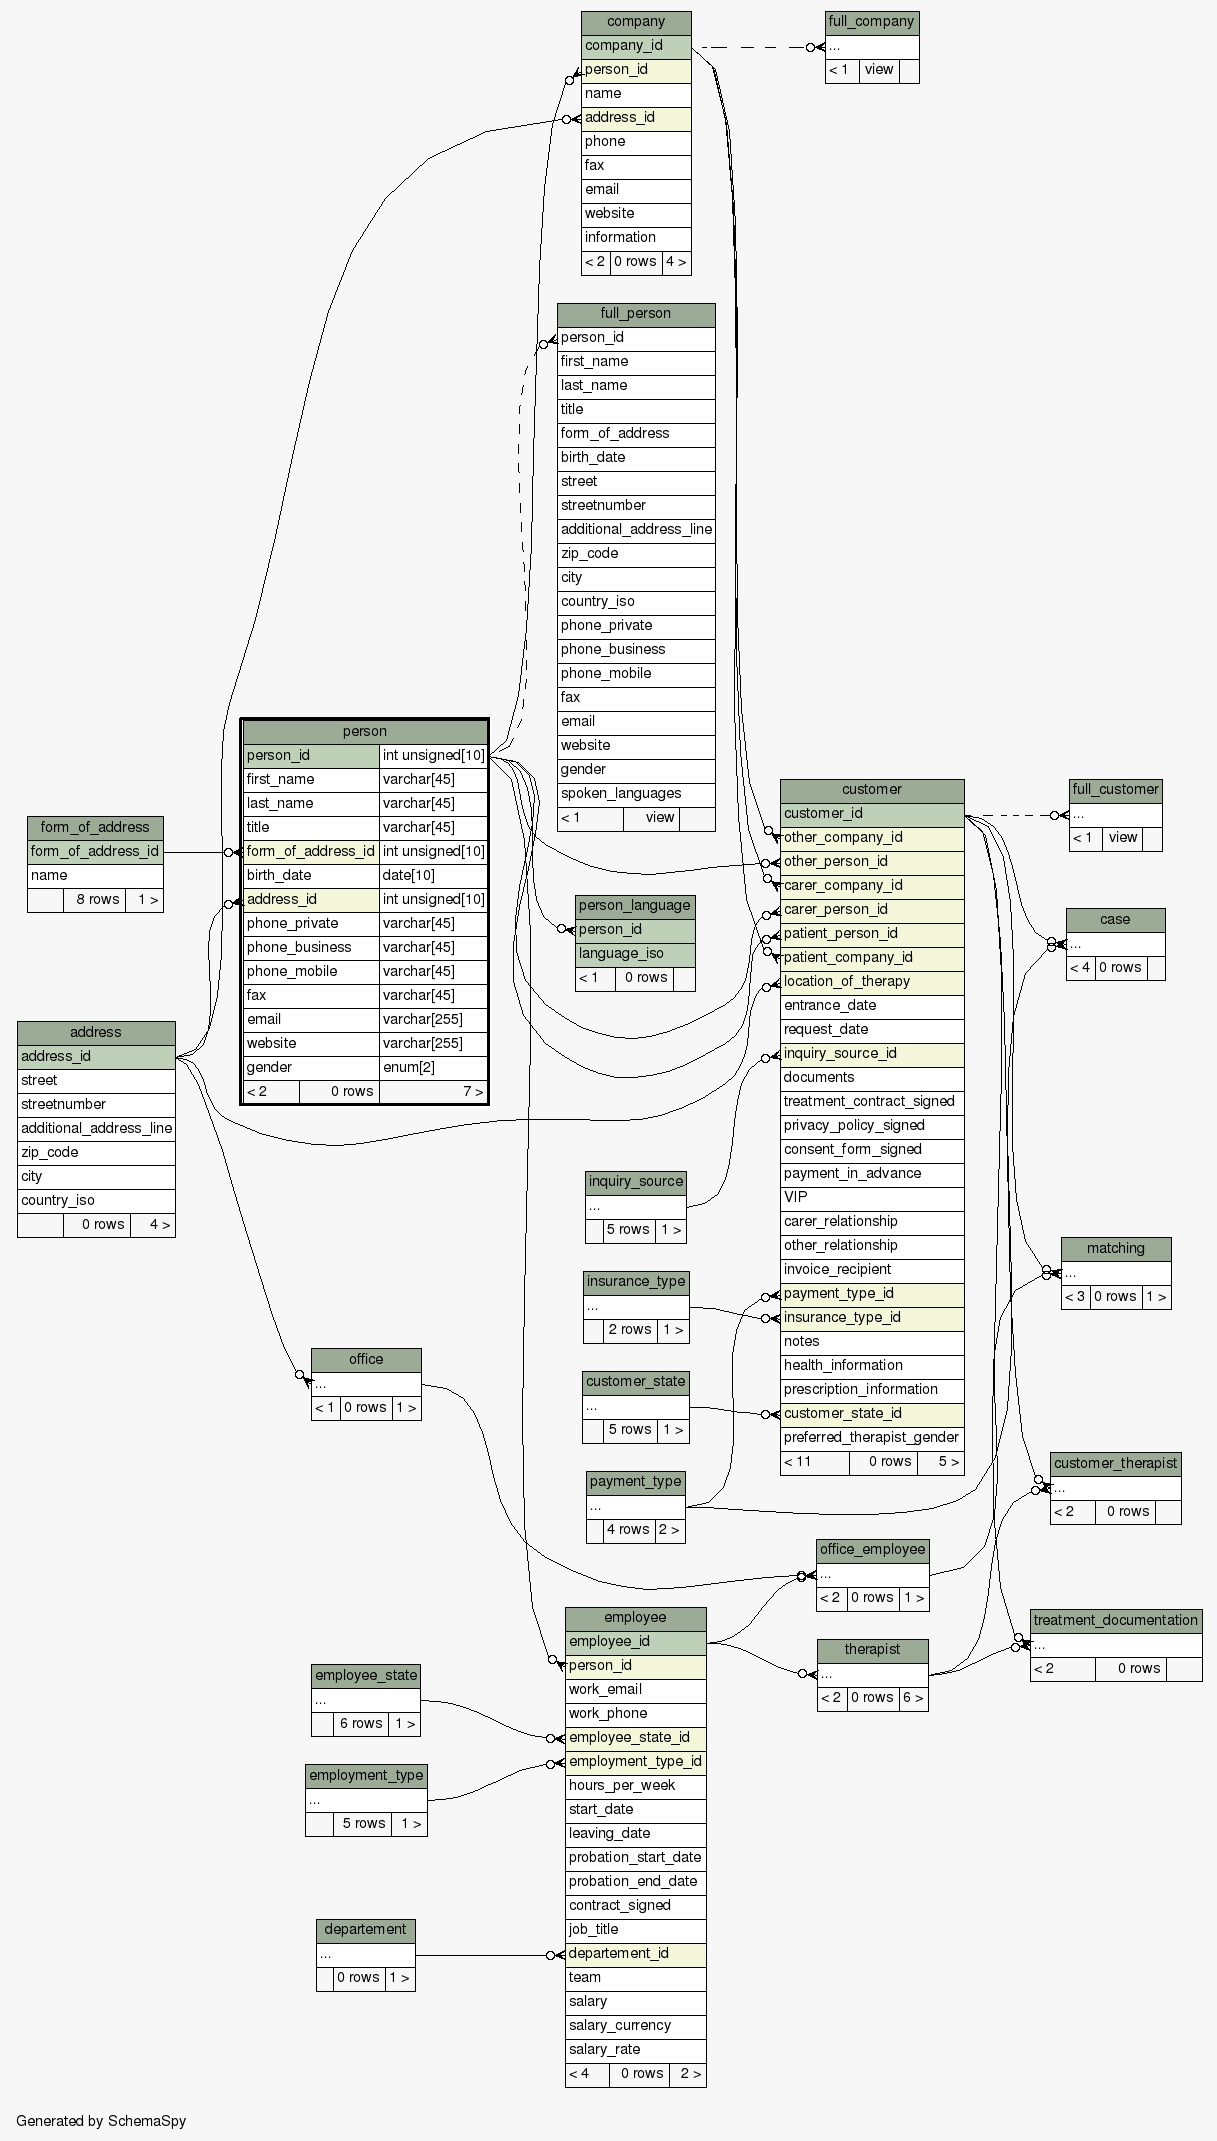 company
company_id
person_id
name
address_id
phone
fax
email
website
information
< 2 0 rows 4 >
full_company
...
< 1 view
full_person
person_id
first_name
last_name
title
form_of_address
birth_date
street
streetnumber
additional_address_line
zip_code
city
country_iso
phone_private
phone_business
phone_mobile
fax
email
website
gender
spoken_languages
< 1 view
person
person_id int unsigned[10]
first_name varchar[45]
last_name varchar[45]
title varchar[45]
form_of_address_id int unsigned[10]
birth_date date[10]
address_id int unsigned[10]
phone_private varchar[45]
phone_business varchar[45]
phone_mobile varchar[45]
fax varchar[45]
email varchar[255]
website varchar[255]
gender enum[2]
< 2 0 rows 7 >
form_of_address
form_of_address_id
name
8 rows 1 >
address
address_id
street
streetnumber
additional_address_line
zip_code
city
country_iso
0 rows 4 >
person_language
person_id
language_iso
< 1 0 rows
customer
customer_id
other_company_id
other_person_id
carer_company_id
carer_person_id
patient_person_id
patient_company_id
location_of_therapy
entrance_date
request_date
inquiry_source_id
documents
treatment_contract_signed
privacy_policy_signed
consent_form_signed
payment_in_advance
VIP
carer_relationship
other_relationship
invoice_recipient
payment_type_id
insurance_type_id
notes
health_information
prescription_information
customer_state_id
preferred_therapist_gender
< 11 0 rows 5 >
full_customer
...
< 1 view
case
...
< 4 0 rows
inquiry_source
...
5 rows 1 >
insurance_type
...
2 rows 1 >
customer_state
...
5 rows 1 >
payment_type
...
4 rows 2 >
matching
...
< 3 0 rows 1 >
office
...
< 1 0 rows 1 >
customer_therapist
...
< 2 0 rows
office_employee
...
< 2 0 rows 1 >
therapist
...
< 2 0 rows 6 >
treatment_documentation
...
< 2 0 rows
employee
employee_id
person_id
work_email
work_phone
employee_state_id
employment_type_id
hours_per_week
start_date
leaving_date
probation_start_date
probation_end_date
contract_signed
job_title
departement_id
team
salary
salary_currency
salary_rate
< 4 0 rows 2 >
employee_state
...
6 rows 1 >
employment_type
...
5 rows 1 >
departement
...
0 rows 1 >
Generated by SchemaSpy